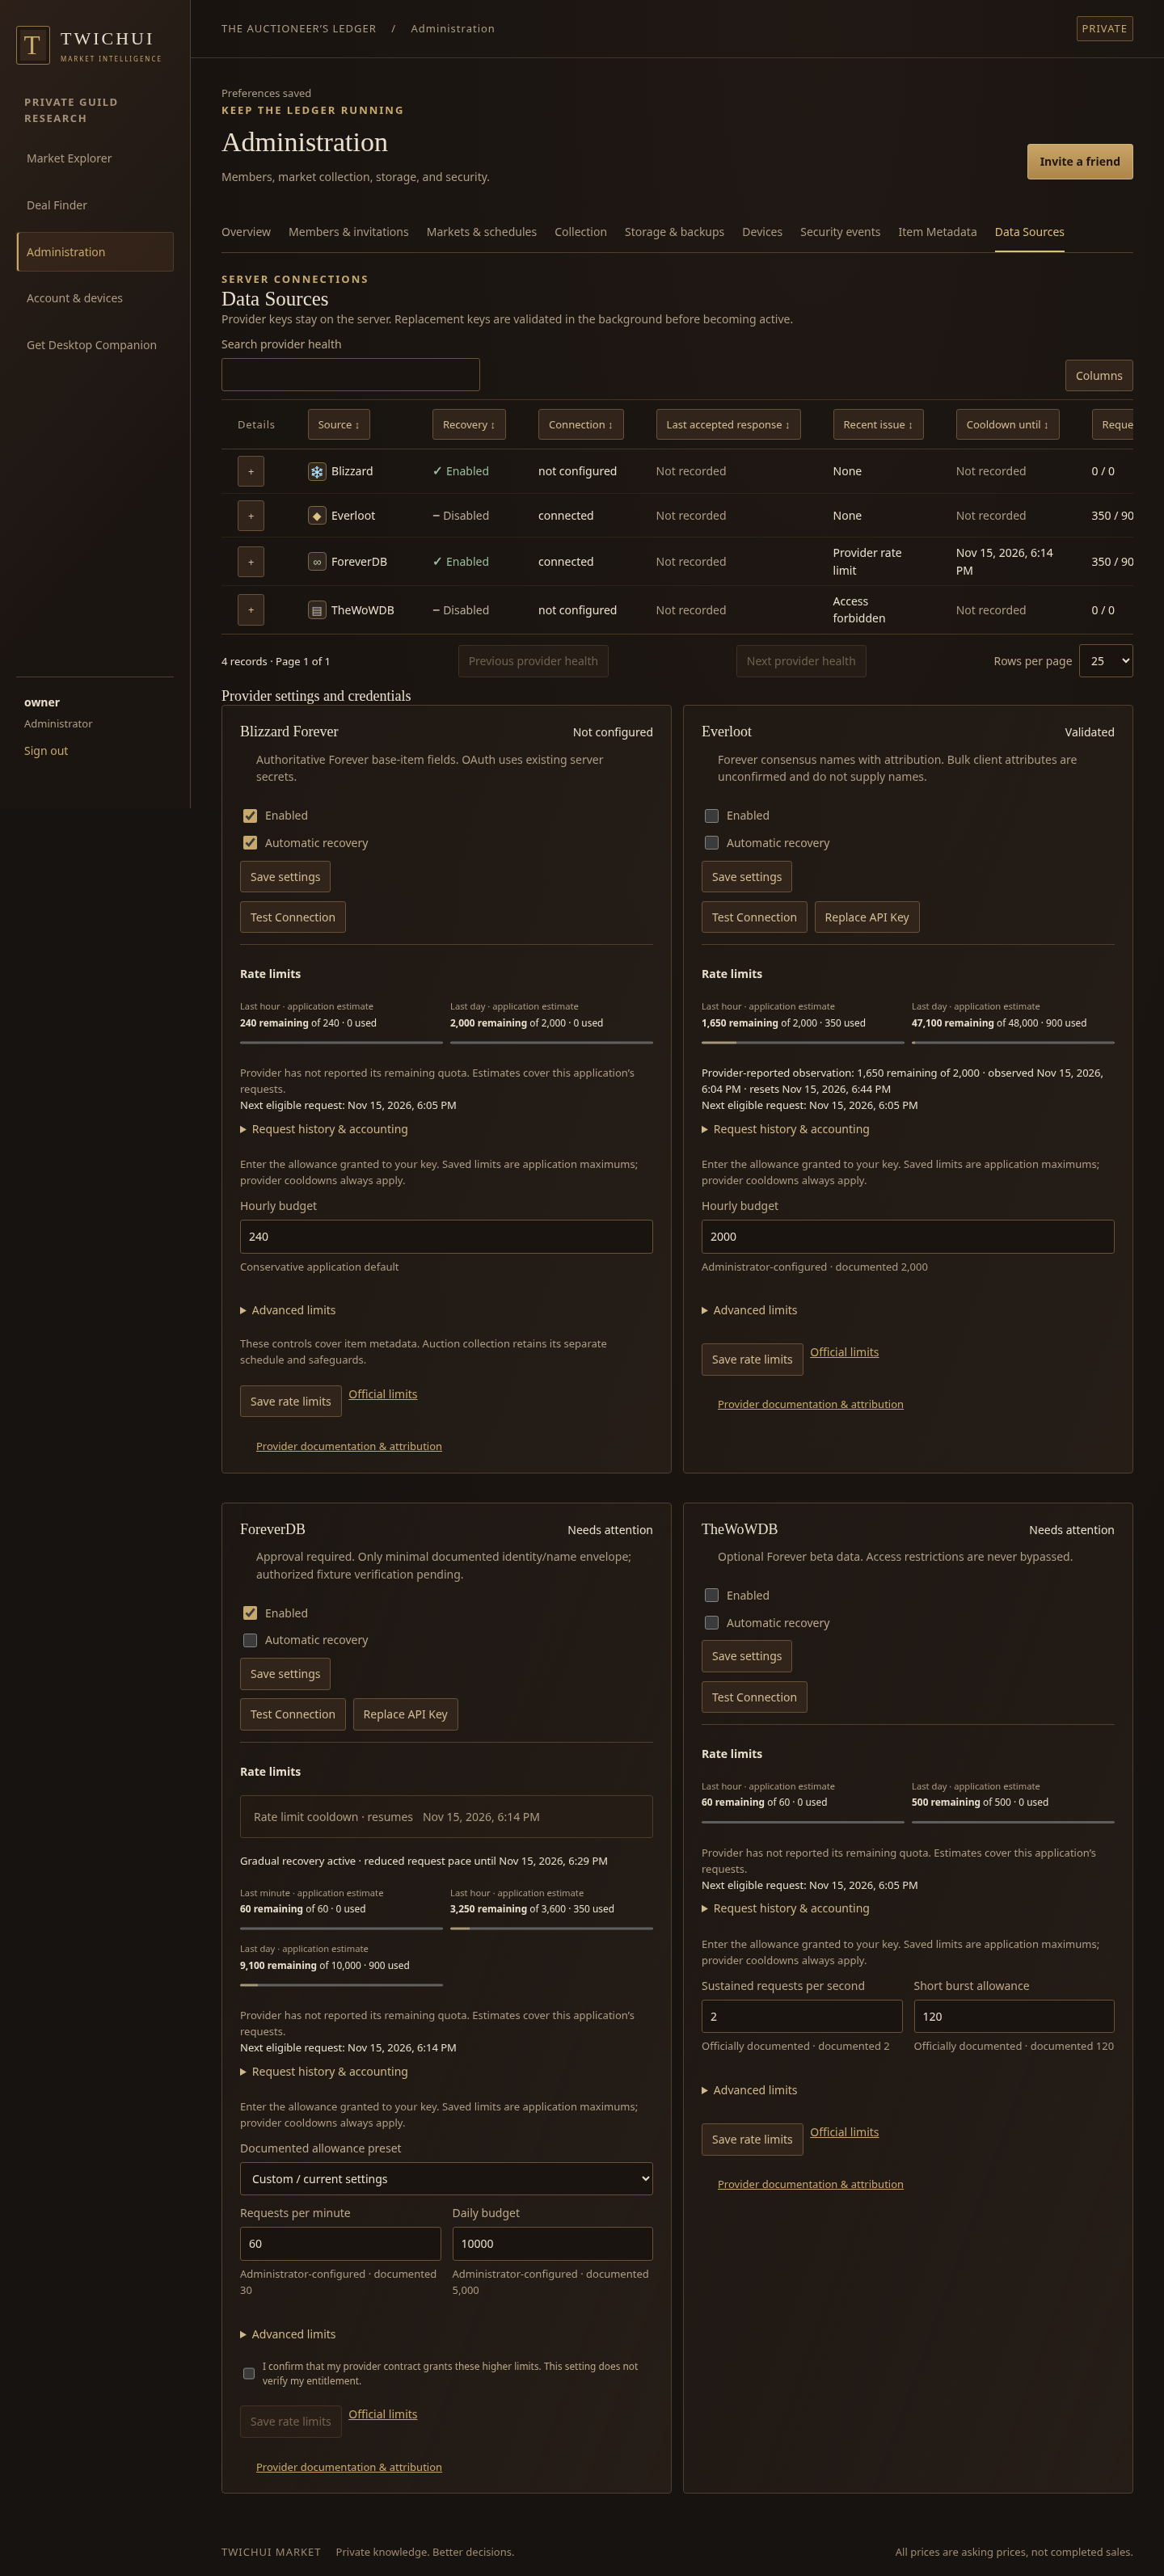 T
TWICHUI
MARKET INTELLIGENCE
PRIVATE GUILD
RESEARCH
Market Explorer
Deal Finder
Administration
Account & devices
Get Desktop Companion
owner
Administrator
Sign out
THE AUCTIONEER'S LEDGER / Administration
PRIVATE
Preferences saved
KEEP THE LEDGER RUNNING
Administration
Members, market collection, storage, and security.
Invite a friend
Overview Members & invitations Markets & schedules Collection Storage & backups Devices Security events Item Metadata Data Sources
SERVER CONNECTIONS
Data Sources
Provider keys stay on the server. Replacement keys are validated in the background before becoming active.
Search provider health
Columns
Details Source ↕ Recovery ↕ Connection ↕ Last accepted response ↕ Recent issue ↕ Cooldown until ↕ Reque
+ Blizzard ✓ Enabled not configured Not recorded None Not recorded 0 / 0
+ Everloot – Disabled connected Not recorded None Not recorded 350 / 90
+ ForeverDB ✓ Enabled connected Not recorded Provider rate limit Nov 15, 2026, 6:14 PM 350 / 90
+ TheWoWDB – Disabled not configured Not recorded Access forbidden Not recorded 0 / 0
4 records · Page 1 of 1 Previous provider health Next provider health Rows per page 25
Provider settings and credentials
Blizzard Forever Not configured
Authoritative Forever base-item fields. OAuth uses existing server
secrets.
Enabled
Automatic recovery
Save settings
Test Connection
Rate limits
Last hour · application estimate
240 remaining of 240 · 0 used
Last day · application estimate
2,000 remaining of 2,000 · 0 used
Provider has not reported its remaining quota. Estimates cover this application's
requests.
Next eligible request: Nov 15, 2026, 6:05 PM
Request history & accounting
Enter the allowance granted to your key. Saved limits are application maximums;
provider cooldowns always apply.
Hourly budget
240
Conservative application default
Advanced limits
These controls cover item metadata. Auction collection retains its separate
schedule and safeguards.
Save rate limits Official limits
Provider documentation & attribution
Everloot Validated
Forever consensus names with attribution. Bulk client attributes are
unconfirmed and do not supply names.
Enabled
Automatic recovery
Save settings
Test Connection Replace API Key
Rate limits
Last hour · application estimate
1,650 remaining of 2,000 · 350 used
Last day · application estimate
47,100 remaining of 48,000 · 900 used
Provider-reported observation: 1,650 remaining of 2,000 · observed Nov 15, 2026,
6:04 PM · resets Nov 15, 2026, 6:44 PM
Next eligible request: Nov 15, 2026, 6:05 PM
Request history & accounting
Enter the allowance granted to your key. Saved limits are application maximums;
provider cooldowns always apply.
Hourly budget
2000
Administrator-configured · documented 2,000
Advanced limits
Save rate limits Official limits
Provider documentation & attribution
ForeverDB Needs attention
Approval required. Only minimal documented identity/name envelope;
authorized fixture verification pending.
Enabled
Automatic recovery
Save settings
Test Connection Replace API Key
Rate limits
Rate limit cooldown · resumes Nov 15, 2026, 6:14 PM
Gradual recovery active · reduced request pace until Nov 15, 2026, 6:29 PM
Last minute · application estimate
60 remaining of 60 · 0 used
Last hour · application estimate
3,250 remaining of 3,600 · 350 used
Last day · application estimate
9,100 remaining of 10,000 · 900 used
Provider has not reported its remaining quota. Estimates cover this application's
requests.
Next eligible request: Nov 15, 2026, 6:14 PM
Request history & accounting
Enter the allowance granted to your key. Saved limits are application maximums;
provider cooldowns always apply.
Documented allowance preset
Custom / current settings
Requests per minute
60
Administrator-configured · documented
30
Daily budget
10000
Administrator-configured · documented
5,000
Advanced limits
I confirm that my provider contract grants these higher limits. This setting does not
verify my entitlement.
Save rate limits Official limits
Provider documentation & attribution
TheWoWDB Needs attention
Optional Forever beta data. Access restrictions are never bypassed.
Enabled
Automatic recovery
Save settings
Test Connection
Rate limits
Last hour · application estimate
60 remaining of 60 · 0 used
Last day · application estimate
500 remaining of 500 · 0 used
Provider has not reported its remaining quota. Estimates cover this application's
requests.
Next eligible request: Nov 15, 2026, 6:05 PM
Request history & accounting
Enter the allowance granted to your key. Saved limits are application maximums;
provider cooldowns always apply.
Sustained requests per second
2
Officially documented · documented 2
Short burst allowance
120
Officially documented · documented 120
Advanced limits
Save rate limits Official limits
Provider documentation & attribution
TWICHUI MARKET Private knowledge. Better decisions.
All prices are asking prices, not completed sales.